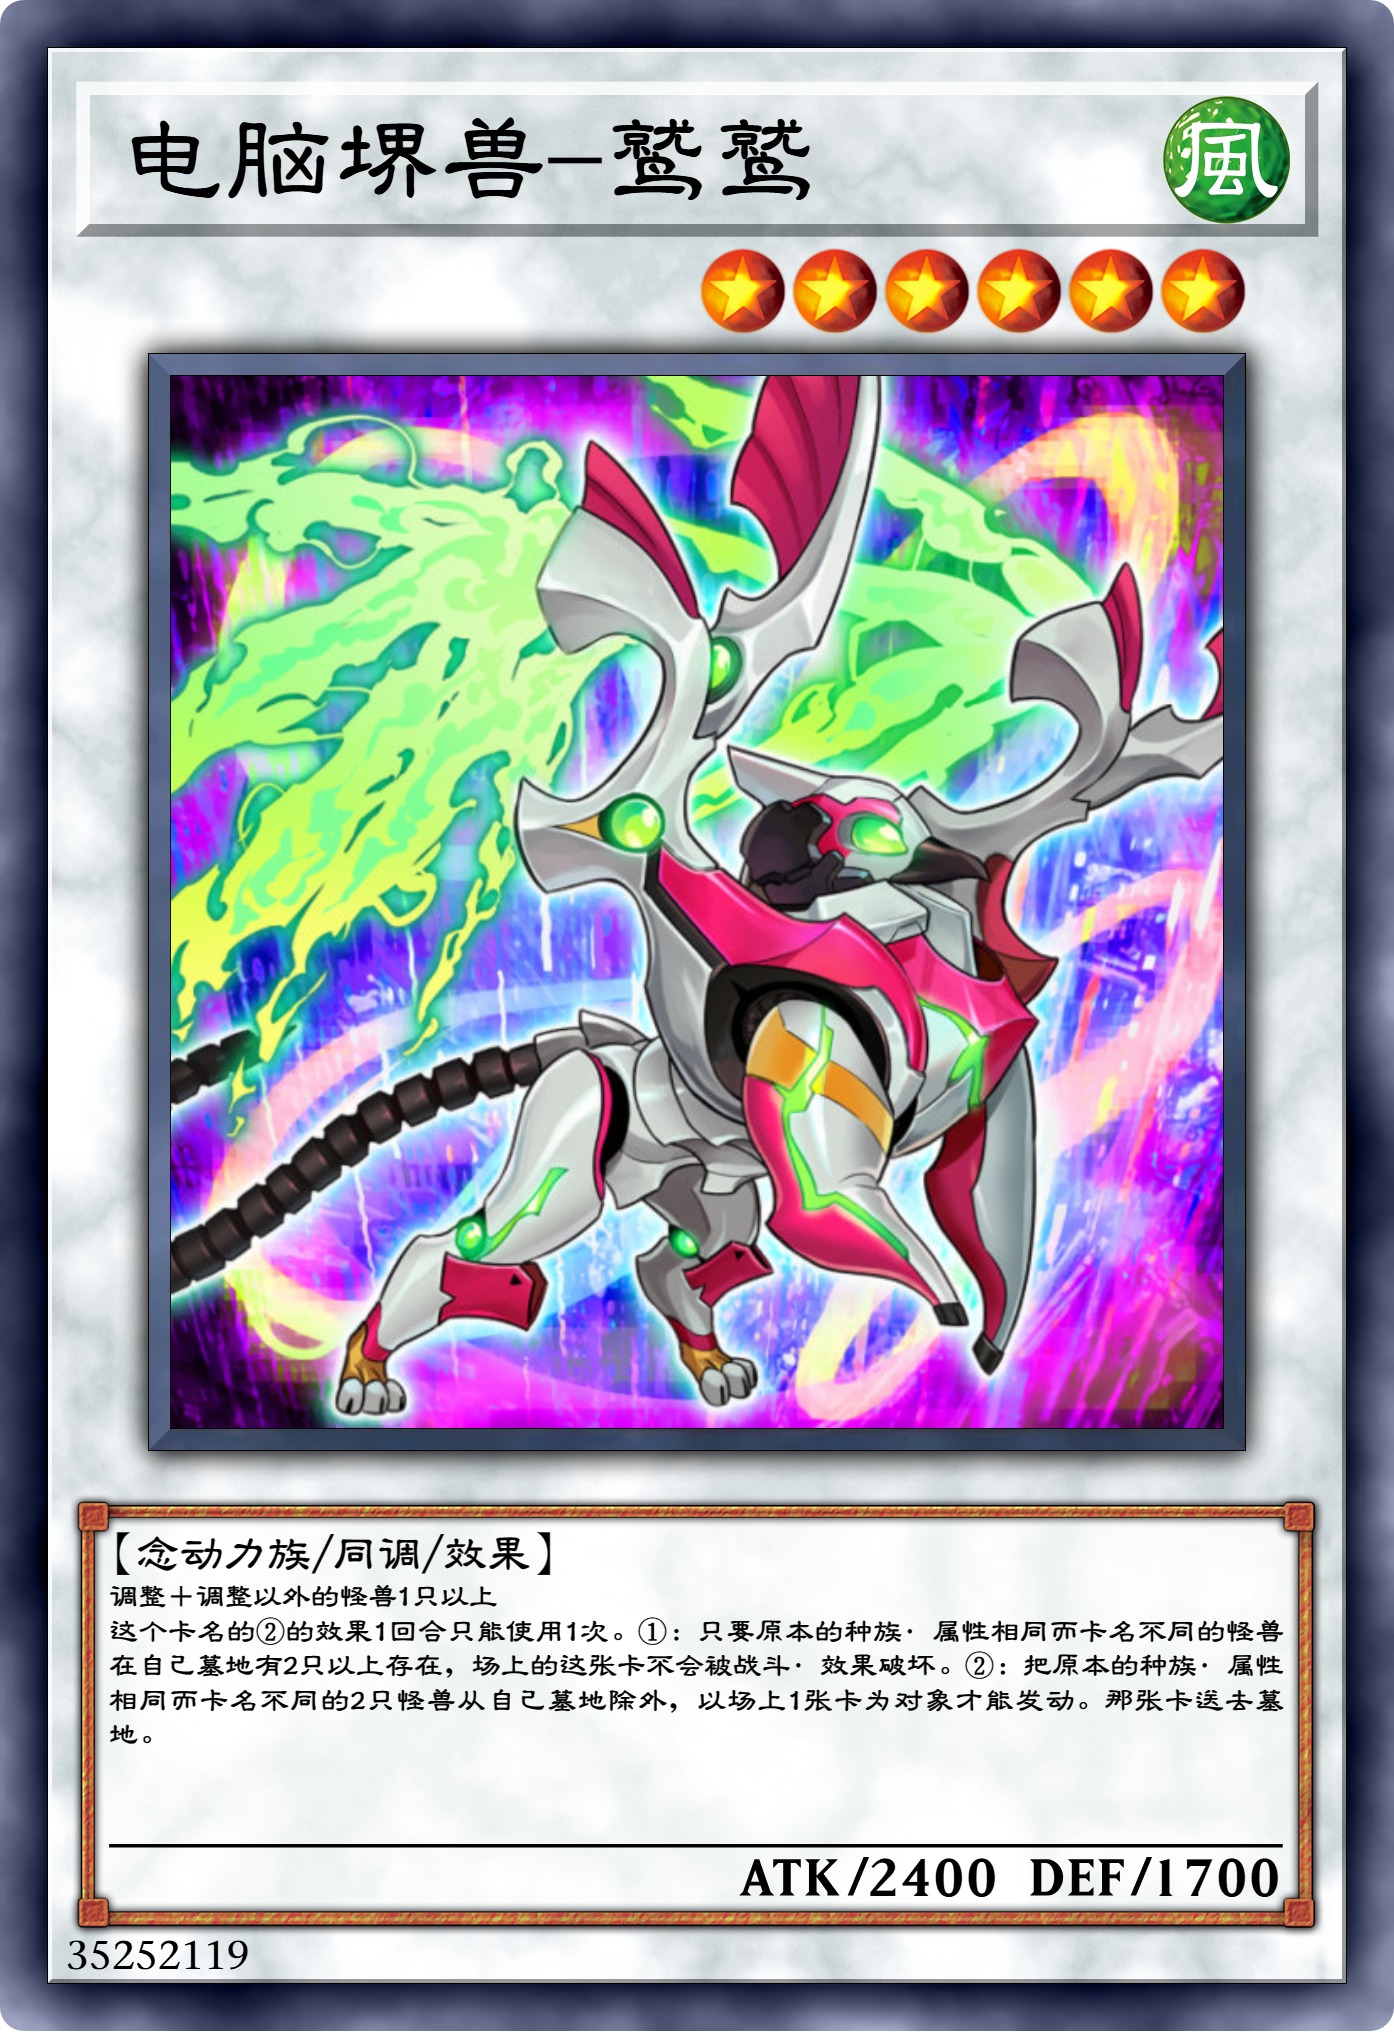 电脑堺兽-鹫鹫
風
【念动力族/同调/效果】
调整＋调整以外的怪兽1只以上
这个卡名的②的效果1回合只能使用1次。①：只要原本的种族·属性相同而卡名不同的怪兽
在自己墓地有2只以上存在，场上的这张卡不会被战斗·效果破坏。②：把原本的种族·属性
相同而卡名不同的2只怪兽从自己墓地除外，以场上1张卡为对象才能发动。那张卡送去墓
地。
ATK/2400 DEF/1700
35252119